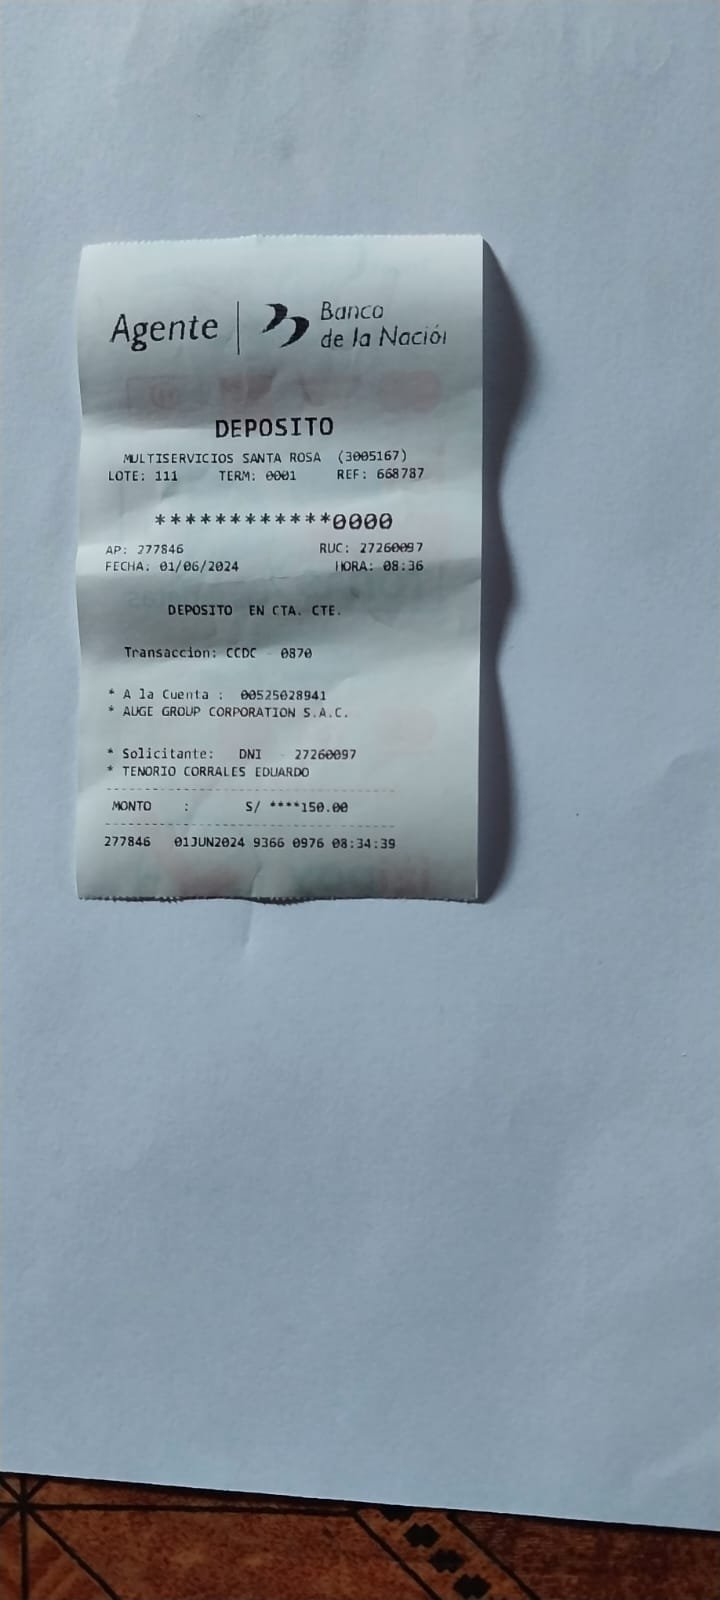 Agente | Banco
de la Nación
DEPOSITO
MULTISERVICIOS SANTA ROSA (3005167)
LOTE: 111 TERM: 0001 REF: 668787
************0000
AP: 277846 RUC: 27260097
FECHA: 01/06/2024 HORA: 08:36
DEPOSITO EN CTA. CTE.
Transaccion: CCDC - 0870
* A la Cuenta : 00525028941
* AUGE GROUP CORPORATION S.A.C.
* Solicitante: DNI - 27260097
* TENORIO CORRALES EDUARDO
MONTO : S/ ****150.00
277846 01JUN2024 9366 0976 08:34:39